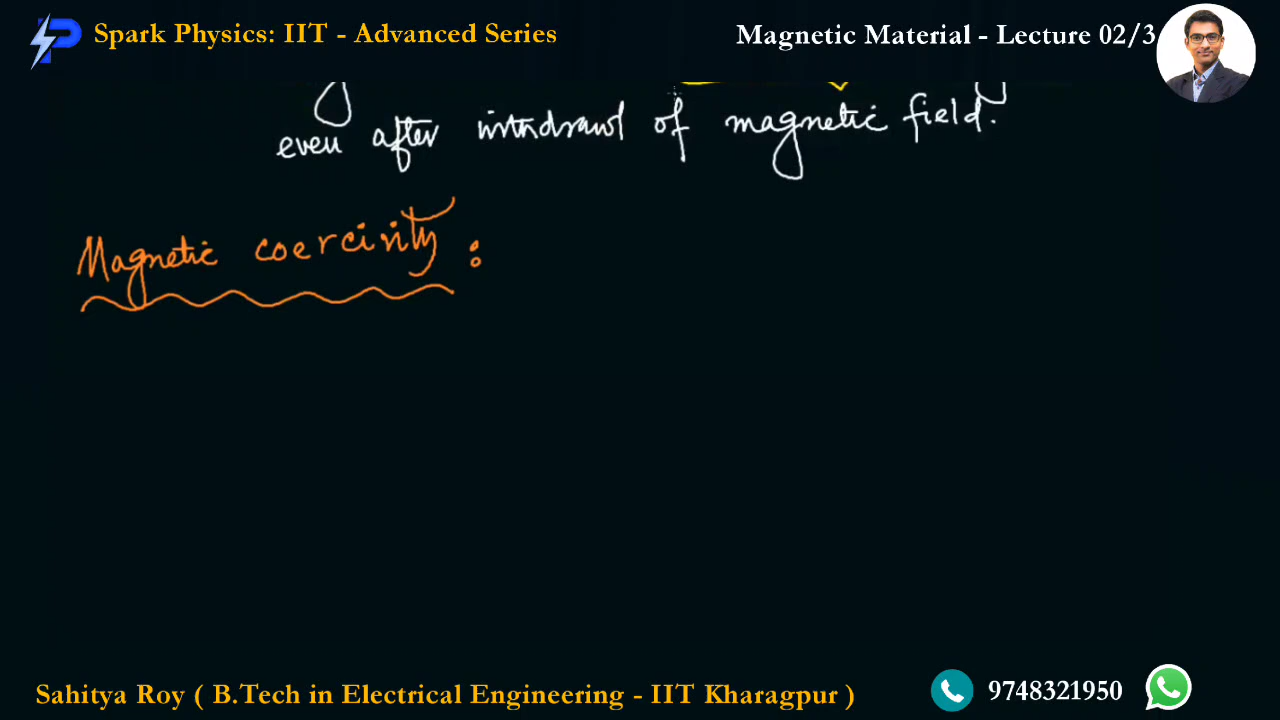 Spark Physics: IIT - Advanced Series
Magnetic Material - Lecture 02/3
even after withdrawl of magnetic field.
Magnetic coercivity :
Sahitya Roy ( B.Tech in Electrical Engineering - IIT Kharagpur )
9748321950